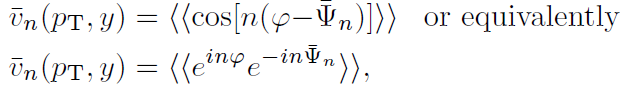 v̄ₙ(p_T, y) = ⟨⟨cos[n(φ−Ψ̄ₙ)]⟩⟩ or equivalently
v̄ₙ(p_T, y) = ⟨⟨e^{inφ}e^{−inΨ̄ₙ}⟩⟩,